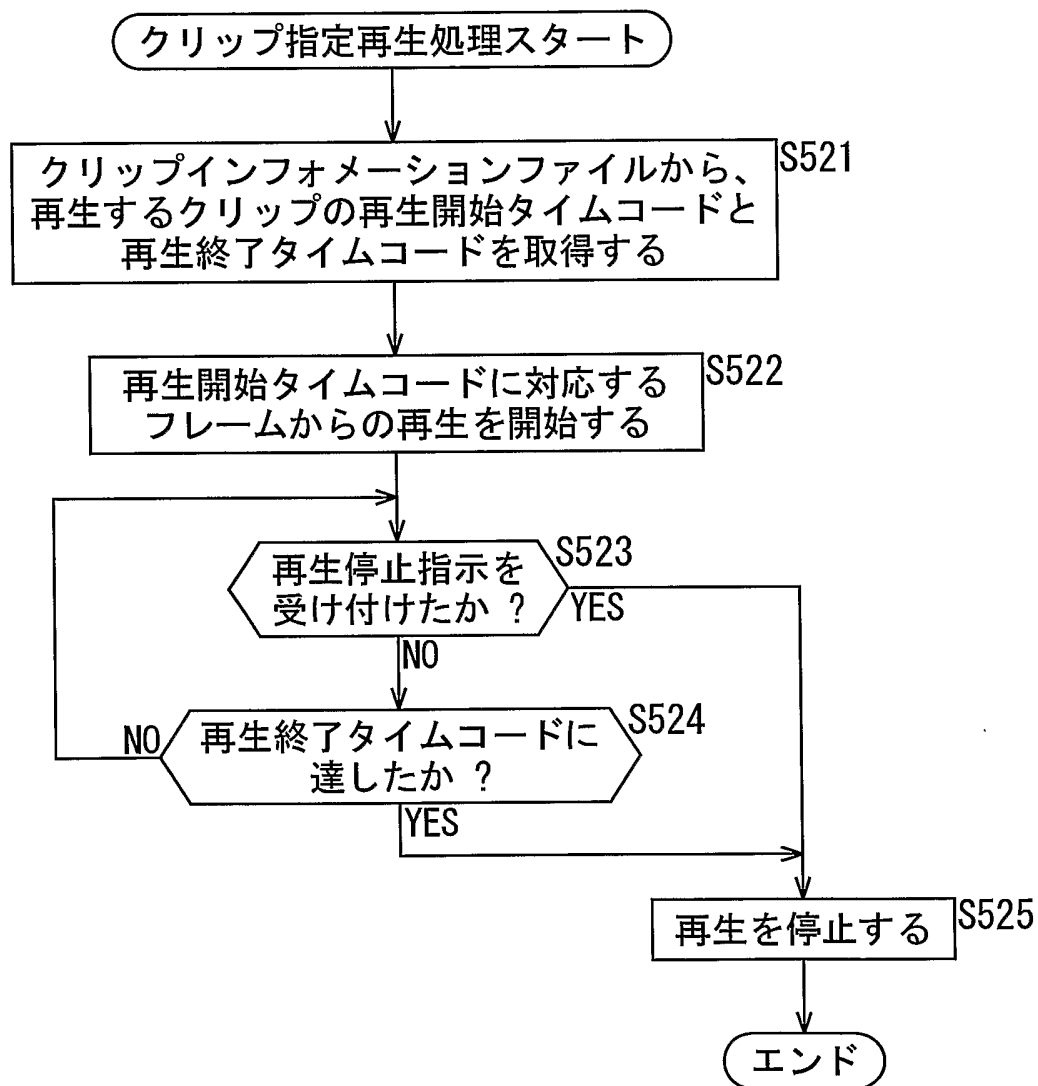 クリップ指定再生処理スタート
クリップインフォメーションファイルから、
再生するクリップの再生開始タイムコードと
再生終了タイムコードを取得する
S521
再生開始タイムコードに対応する
フレームからの再生を開始する
S522
再生停止指示を
受け付けたか ?
S523
YES
NO
再生終了タイムコードに
達したか ?
S524
NO
YES
再生を停止する
S525
エンド